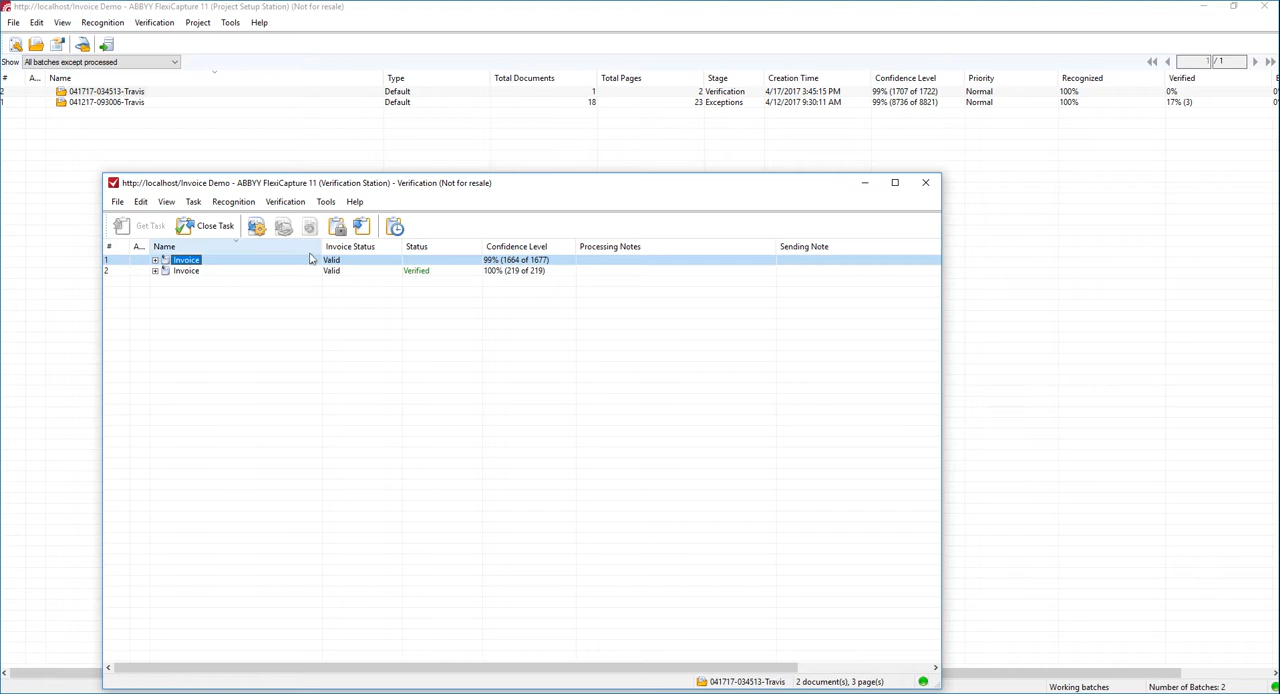 http://localhost/Invoice Demo - ABBYY FlexiCapture 11 (Project Setup Station) (Not for resale)
File Edit View Recognition Verification Project Tools Help
Show All batches except processed 1 / 1
# A... Name Type Total Documents Total Pages Stage Creation Time Confidence Level Priority Recognized Verified E
2 041717-034513-Travis Default 1 2 Verification 4/17/2017 3:45:15 PM 99% (1707 of 1722) Normal 100% 0% 0
1 041217-093006-Travis Default 18 23 Exceptions 4/12/2017 9:30:11 AM 99% (8736 of 8821) Normal 100% 17% (3) 0
http://localhost/Invoice Demo - ABBYY FlexiCapture 11 (Verification Station) - Verification (Not for resale)
File Edit View Task Recognition Verification Tools Help
Get Task Close Task
# A... Name Invoice Status Status Confidence Level Processing Notes Sending Note
1 Invoice Valid 99% (1664 of 1677)
2 Invoice Valid Verified 100% (219 of 219)
041717-034513-Travis 2 document(s), 3 page(s)
Working batches Number of Batches: 2